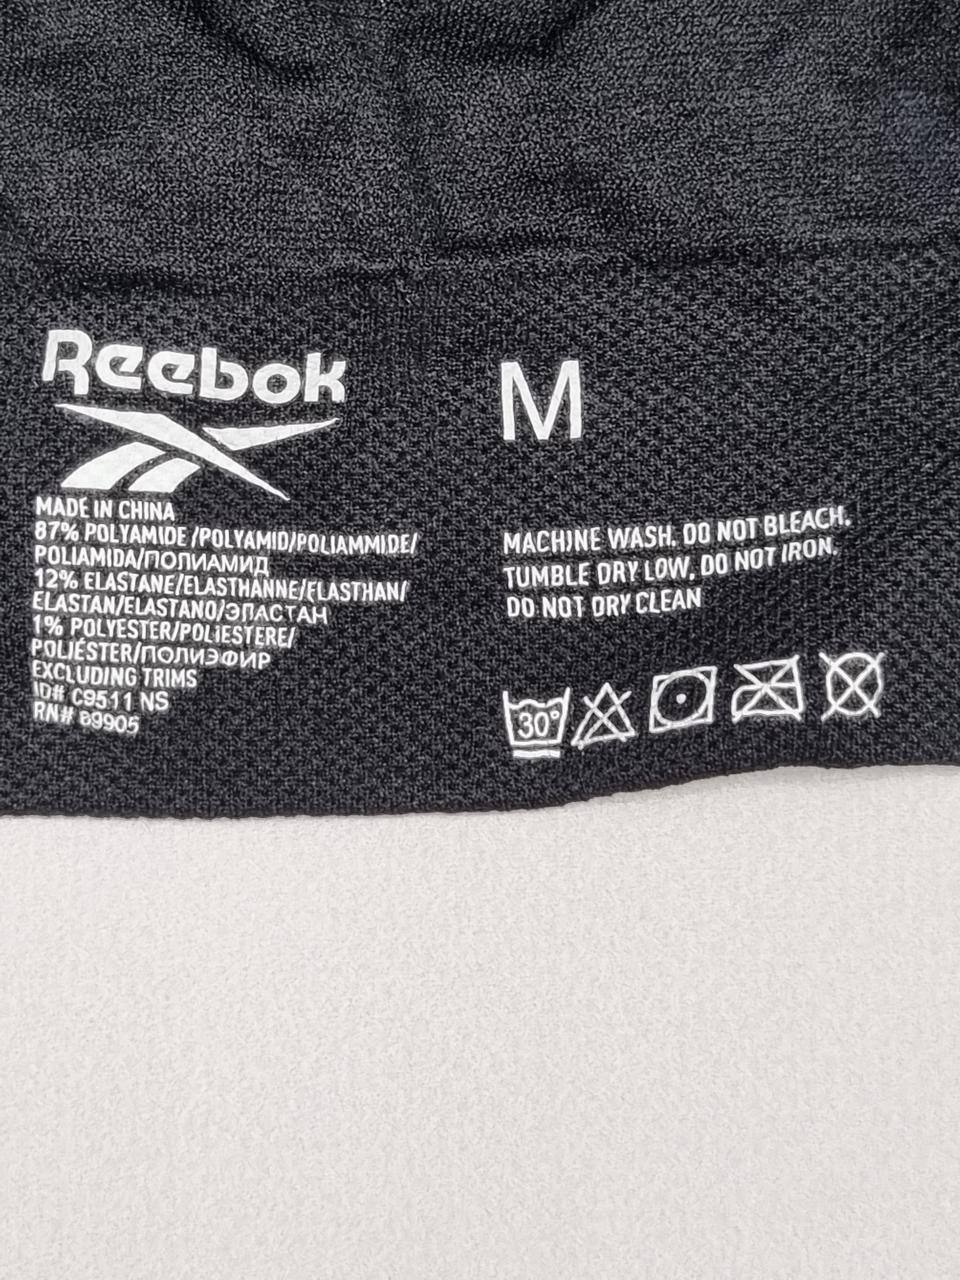 Reebok
MADE IN CHINA
87% POLYAMIDE /POLYAMID/POLIAMMIDE/
POLIAMIDA/ПОЛИАМИД
12% ELASTANE/ELASTHANNE/ELASTHAN/
ELASTAN/ELASTANO/ЭЛАСТАН
1% POLYESTER/POLIESTERE/
POLIÉSTER/ПОЛИЭФИР
EXCLUDING TRIMS
ID# C9511 NS
RN# 89905
M
MACHINE WASH. DO NOT BLEACH.
TUMBLE DRY LOW. DO NOT IRON.
DO NOT DRY CLEAN
30°